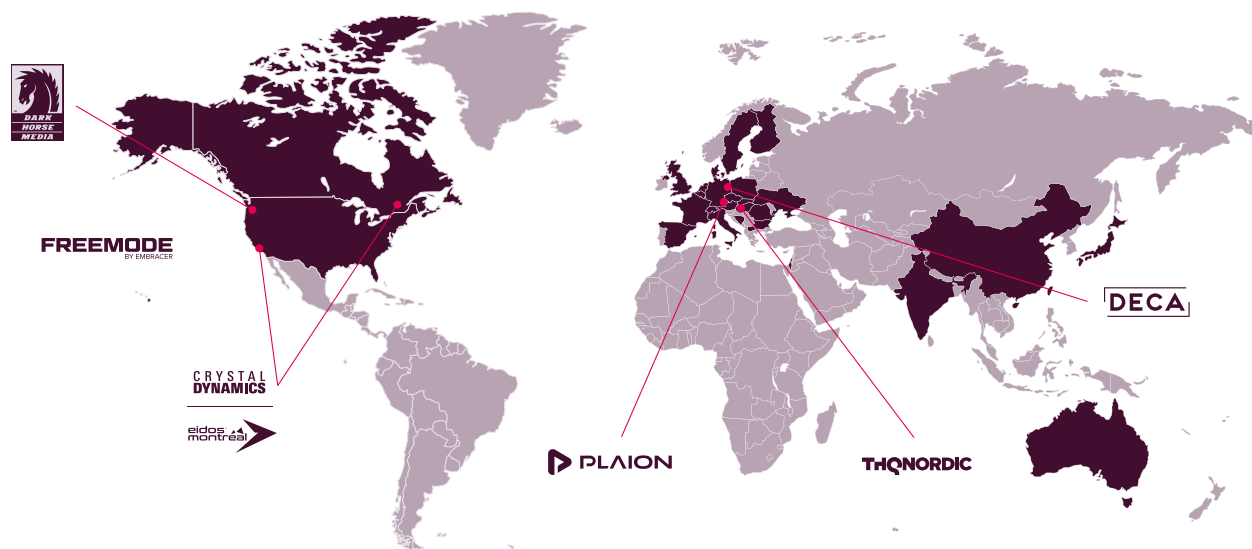 DARK
HORSE
MEDIA
FREEMODE
BY EMBRACER
CRYSTAL
DYNAMICS
eidos
montréal
PLAION
THQNORDIC
DECA